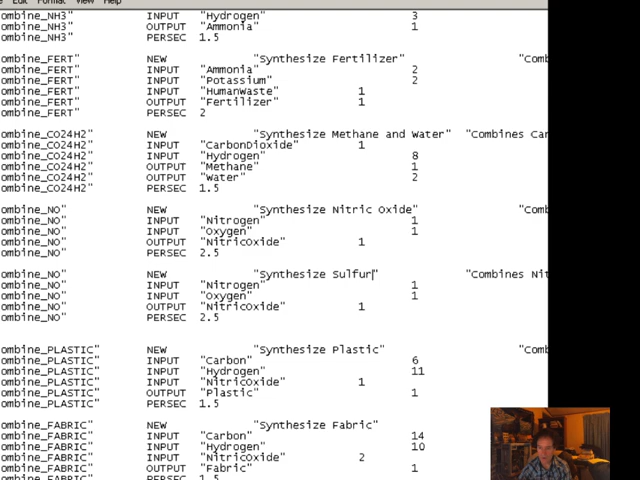 Edit Format View Help
ombine_NH3" INPUT "Hydrogen" 3
ombine_NH3" OUTPUT "Ammonia" 1
ombine_NH3" PERSEC 1.5
ombine_FERT" NEW "Synthesize Fertilizer" "Comb
ombine_FERT" INPUT "Ammonia" 2
ombine_FERT" INPUT "Potassium" 2
ombine_FERT" INPUT "HumanWaste" 1
ombine_FERT" OUTPUT "Fertilizer" 1
ombine_FERT" PERSEC 2
ombine_CO24H2" NEW "Synthesize Methane and Water" "Combines Car
ombine_CO24H2" INPUT "CarbonDioxide" 1
ombine_CO24H2" INPUT "Hydrogen" 8
ombine_CO24H2" OUTPUT "Methane" 1
ombine_CO24H2" OUTPUT "Water" 2
ombine_CO24H2" PERSEC 1.5
ombine_NO" NEW "Synthesize Nitric Oxide" "Comb
ombine_NO" INPUT "Nitrogen" 1
ombine_NO" INPUT "Oxygen" 1
ombine_NO" OUTPUT "NitricOxide" 1
ombine_NO" PERSEC 2.5
ombine_NO" NEW "Synthesize Sulfur" "Combines Nit
ombine_NO" INPUT "Nitrogen" 1
ombine_NO" INPUT "Oxygen" 1
ombine_NO" OUTPUT "NitricOxide" 1
ombine_NO" PERSEC 2.5
ombine_PLASTIC" NEW "Synthesize Plastic" "Comb
ombine_PLASTIC" INPUT "Carbon" 6
ombine_PLASTIC" INPUT "Hydrogen" 11
ombine_PLASTIC" INPUT "NitricOxide" 1
ombine_PLASTIC" OUTPUT "Plastic" 1
ombine_PLASTIC" PERSEC 1.5
ombine_FABRIC" NEW "Synthesize Fabric"
ombine_FABRIC" INPUT "Carbon" 14
ombine_FABRIC" INPUT "Hydrogen" 10
ombine_FABRIC" INPUT "NitricOxide" 2
ombine_FABRIC" OUTPUT "Fabric" 1
ombine_FABRIC" PERSEC 1.5